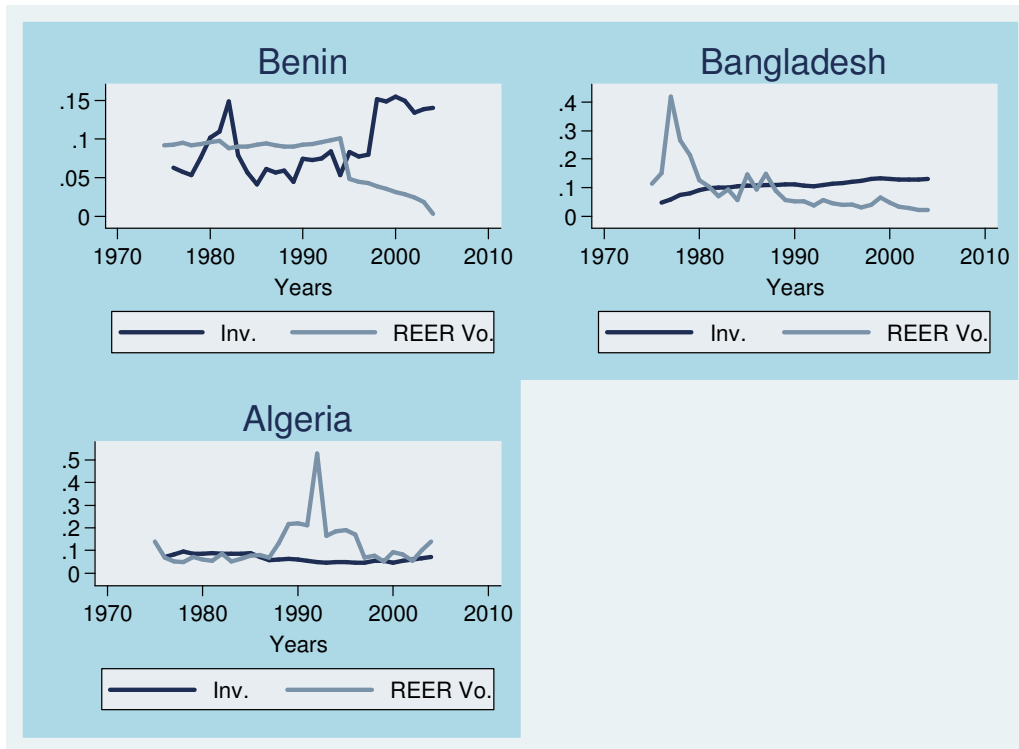 Benin
.15
.1
.05
0
1970 1980 1990 2000 2010
Years
Inv. REER Vo.
Bangladesh
.4
.3
.2
.1
0
1970 1980 1990 2000 2010
Years
Inv. REER Vo.
Algeria
.5
.4
.3
.2
.1
0
1970 1980 1990 2000 2010
Years
Inv. REER Vo.